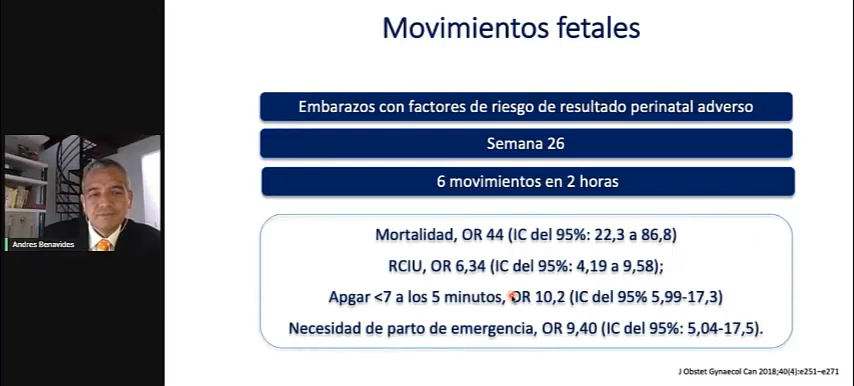 Movimientos fetales
Embarazos con factores de riesgo de resultado perinatal adverso
Semana 26
6 movimientos en 2 horas
Mortalidad, OR 44 (IC del 95%: 22,3 a 86,8)
RCIU, OR 6,34 (IC del 95%: 4,19 a 9,58);
Apgar <7 a los 5 minutos, OR 10,2 (IC del 95% 5,99-17,3)
Necesidad de parto de emergencia, OR 9,40 (IC del 95%: 5,04-17,5).
Andres Benavides
J Obstet Gynaecol Can 2018;40(4):e251–e271